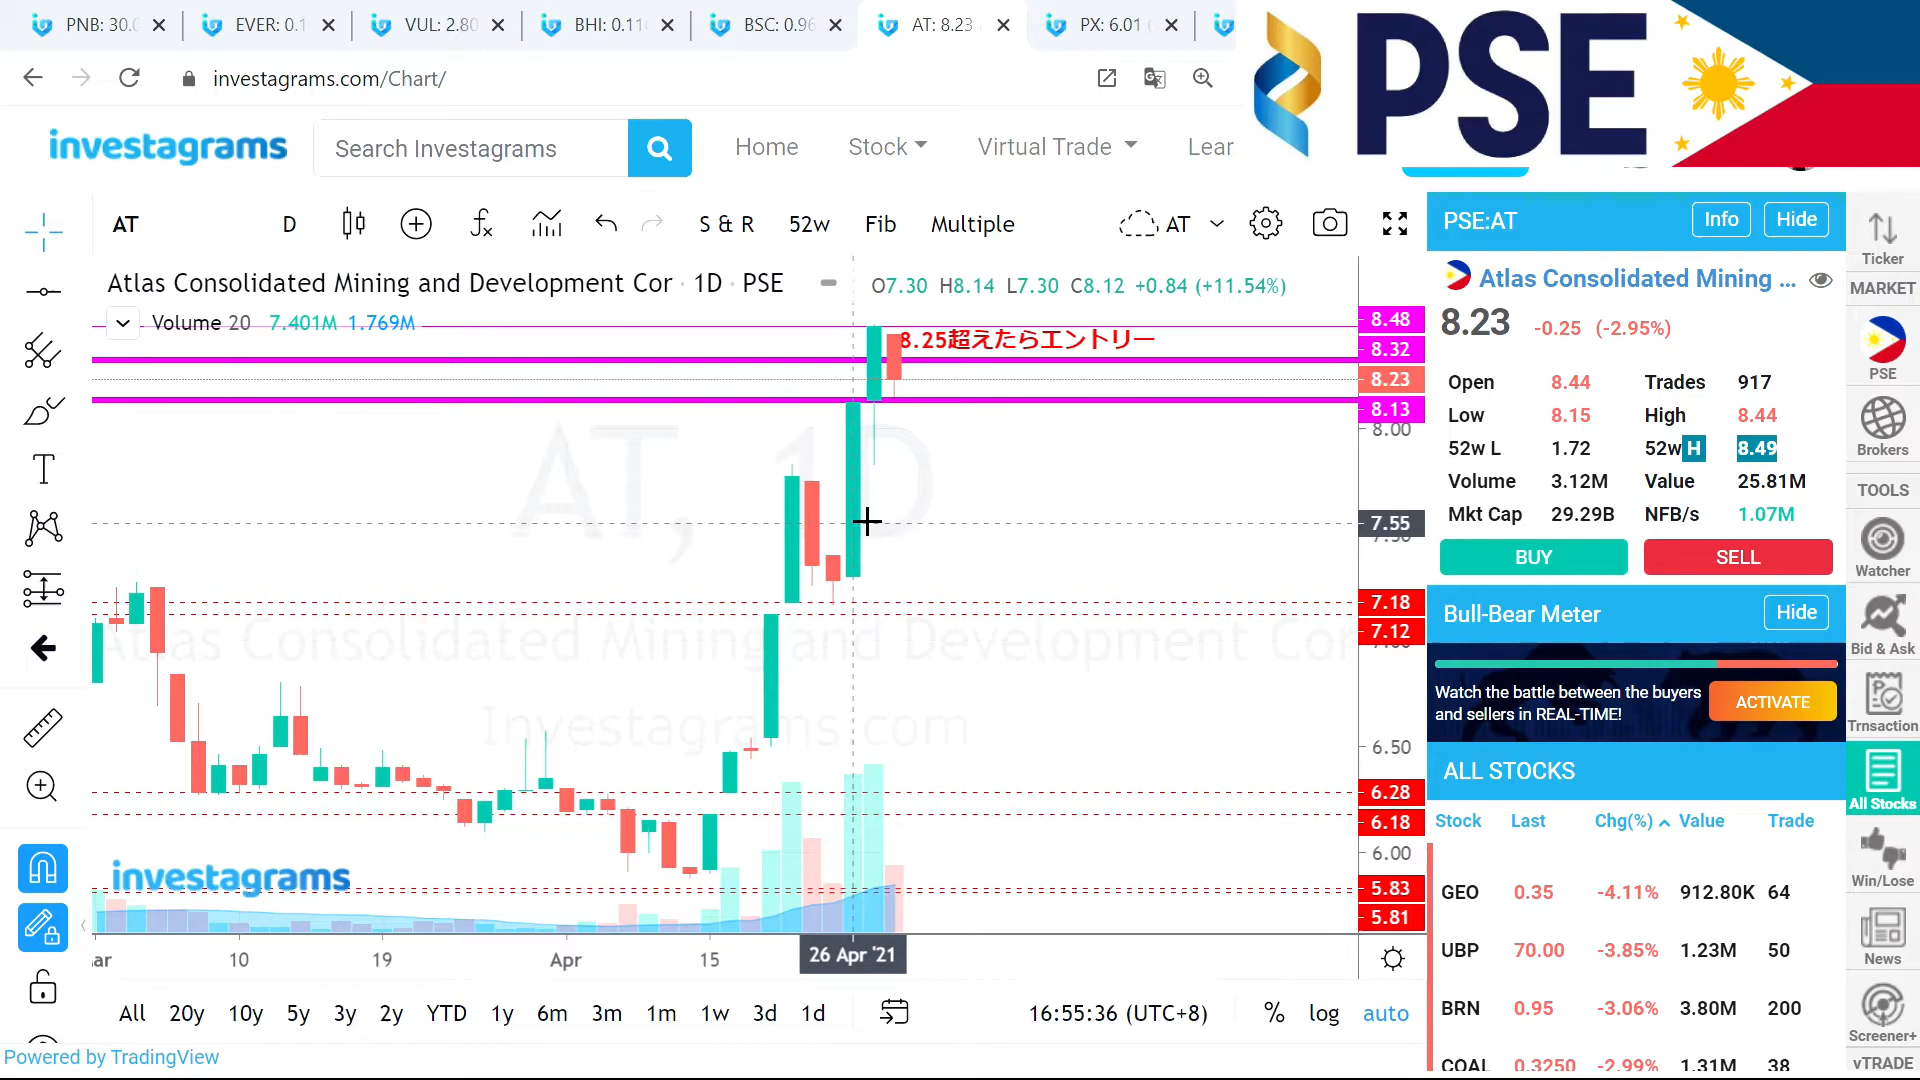 PNB: 30.0
EVER: 0.1
VUL: 2.80
BHI: 0.116
BSC: 0.96
AT: 8.23
PX: 6.01
investagrams.com/Chart/
PSE
investagrams
Search Investagrams
Home
Stock
Virtual Trade
Lear
AT
D
S & R
52w
Fib
Multiple
AT
Atlas Consolidated Mining and Development Cor · 1D · PSE
O7.30 H8.14 L7.30 C8.12 +0.84 (+11.54%)
Volume 20 7.401M 1.769M
8.25超えたらエントリー
8.48
8.32
8.23
8.13
8.00
7.55
7.18
7.12
6.50
6.28
6.18
6.00
5.83
5.81
AT, 1D
Atlas Consolidated Mining and Development Cor
Investagrams.com
investagrams
ar
10
19
Apr
15
26 Apr '21
All
20y
10y
5y
3y
2y
YTD
1y
6m
3m
1m
1w
3d
1d
16:55:36 (UTC+8)
%
log
auto
Powered by TradingView
PSE:AT
Info
Hide
Atlas Consolidated Mining ...
8.23 -0.25 (-2.95%)
Open 8.44 Trades 917
Low 8.15 High 8.44
52w L 1.72 52w H 8.49
Volume 3.12M Value 25.81M
Mkt Cap 29.29B NFB/s 1.07M
BUY
SELL
Bull-Bear Meter
Hide
Watch the battle between the buyers
and sellers in REAL-TIME!
ACTIVATE
ALL STOCKS
Stock Last Chg(%) Value Trade
GEO 0.35 -4.11% 912.80K 64
UBP 70.00 -3.85% 1.23M 50
BRN 0.95 -3.06% 3.80M 200
COAL 0.3250 -2.99% 1.31M 38
Ticker
MARKET
PSE
Brokers
TOOLS
Watcher
Bid & Ask
Trnsaction
All Stocks
Win/Lose
News
Screener+
vTRADE